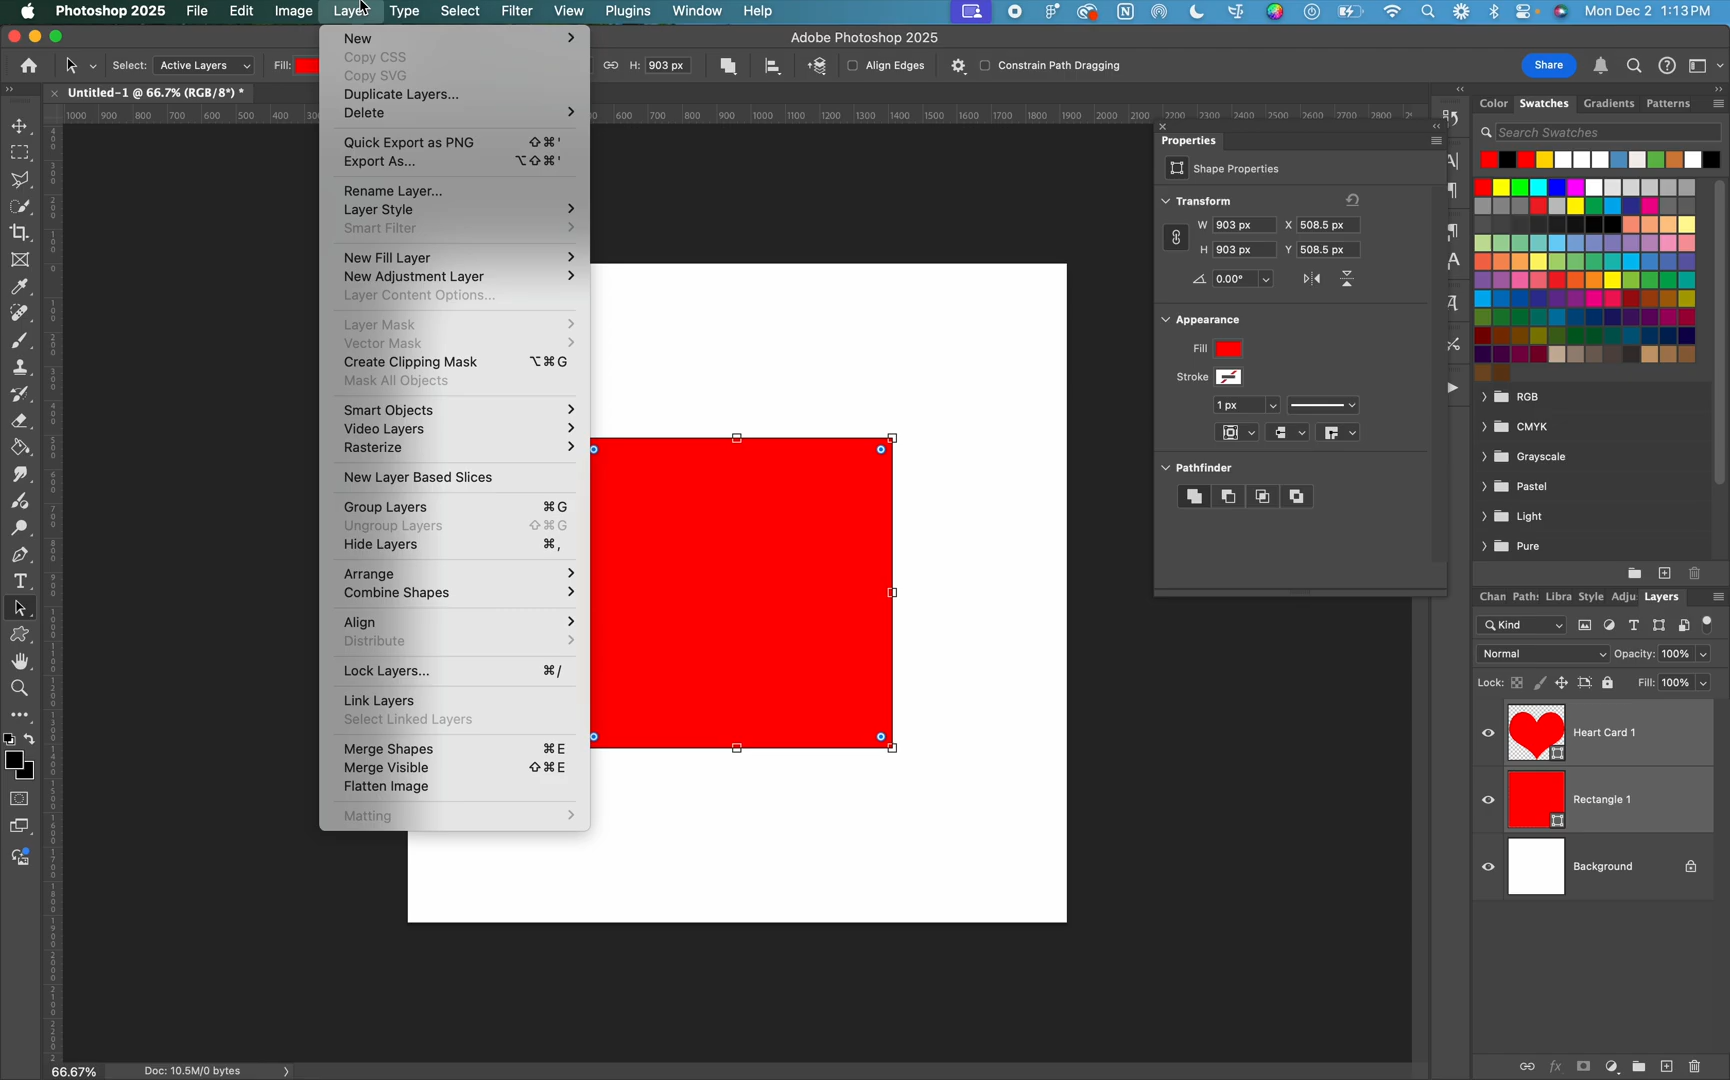 Photoshop 2025 File Edit Image Layer Type Select Filter View Plugins Window Help Mon Dec 2 1:13 PM
Adobe Photoshop 2025
Select: Active Layers Fill: H: 903 px Align Edges Constrain Path Dragging Share
Untitled-1 @ 66.7% (RGB/8*) *
1000 900 800 700 600 500 400
600 700 800 900 1000 1100 1200 1300 1400 1500 1600 1700 1800 1900 2000 2100 2200 2300 2400 2500 2600 2700
New
Copy CSS
Copy SVG
Duplicate Layers...
Delete
Quick Export as PNG ⇧⌘'
Export As... ⌥⇧⌘'
Rename Layer...
Layer Style
Smart Filter
New Fill Layer
New Adjustment Layer
Layer Content Options...
Layer Mask
Vector Mask
Create Clipping Mask ⌥⌘G
Mask All Objects
Smart Objects
Video Layers
Rasterize
New Layer Based Slices
Group Layers ⌘G
Ungroup Layers ⇧⌘G
Hide Layers ⌘,
Arrange
Combine Shapes
Align
Distribute
Lock Layers... ⌘/
Link Layers
Select Linked Layers
Merge Shapes ⌘E
Merge Visible ⇧⌘E
Flatten Image
Matting
Properties
Shape Properties
Transform
W 903 px X 508.5 px
H 903 px Y 508.5 px
0.00°
Appearance
Fill
Stroke
1 px
Pathfinder
Color Swatches Gradients Patterns
Search Swatches
RGB
CMYK
Grayscale
Pastel
Light
Pure
Chan Path: Libra Style Adju Layers
Kind
Normal Opacity: 100%
Lock: Fill: 100%
Heart Card 1
Rectangle 1
Background
66.67% Doc: 10.5M/0 bytes